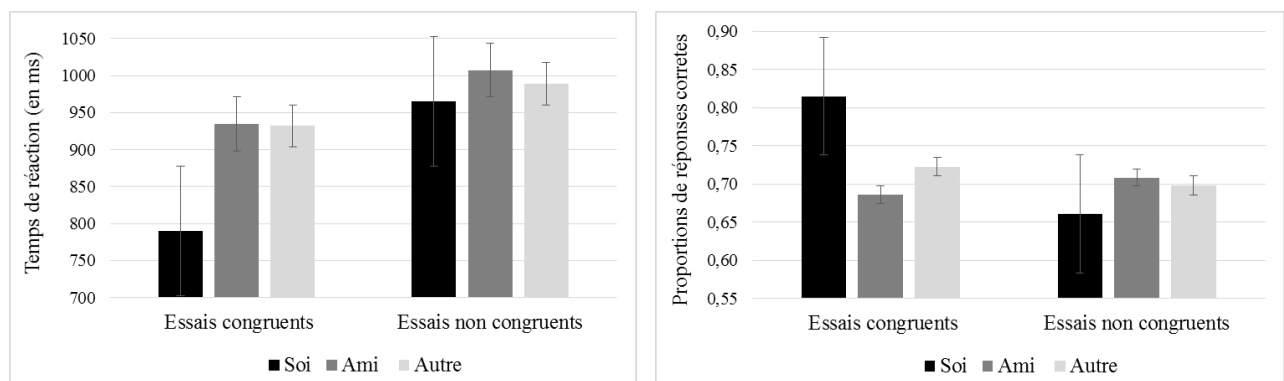 Temps de réaction (en ms)
1050
1000
950
900
850
800
750
700
Essais congruents
Essais non congruents
Soi
Ami
Autre
Proportions de réponses corretes
0,90
0,85
0,80
0,75
0,70
0,65
0,60
0,55
Essais congruents
Essais non congruents
Soi
Ami
Autre